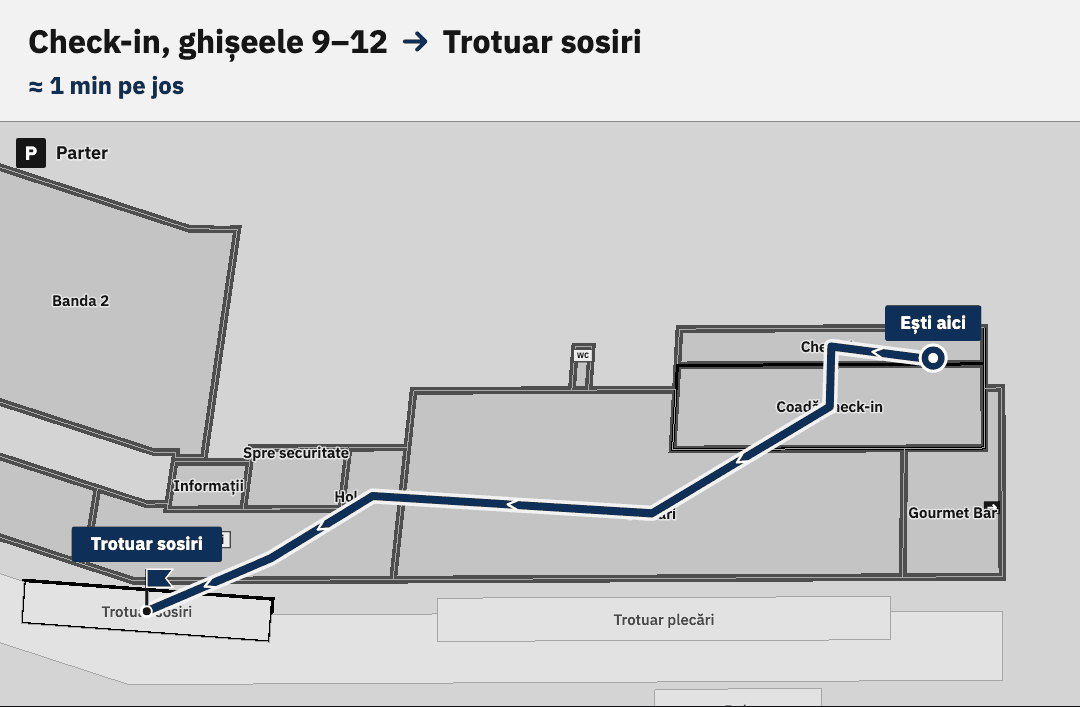 Check-in, ghișeele 9–12 → Trotuar sosiri
≈ 1 min pe jos
P Parter
Banda 2
Ești aici
WC
Spre securitate
Informații
Hol
Gourmet Bar
Trotuar sosiri
Trotuar plecări